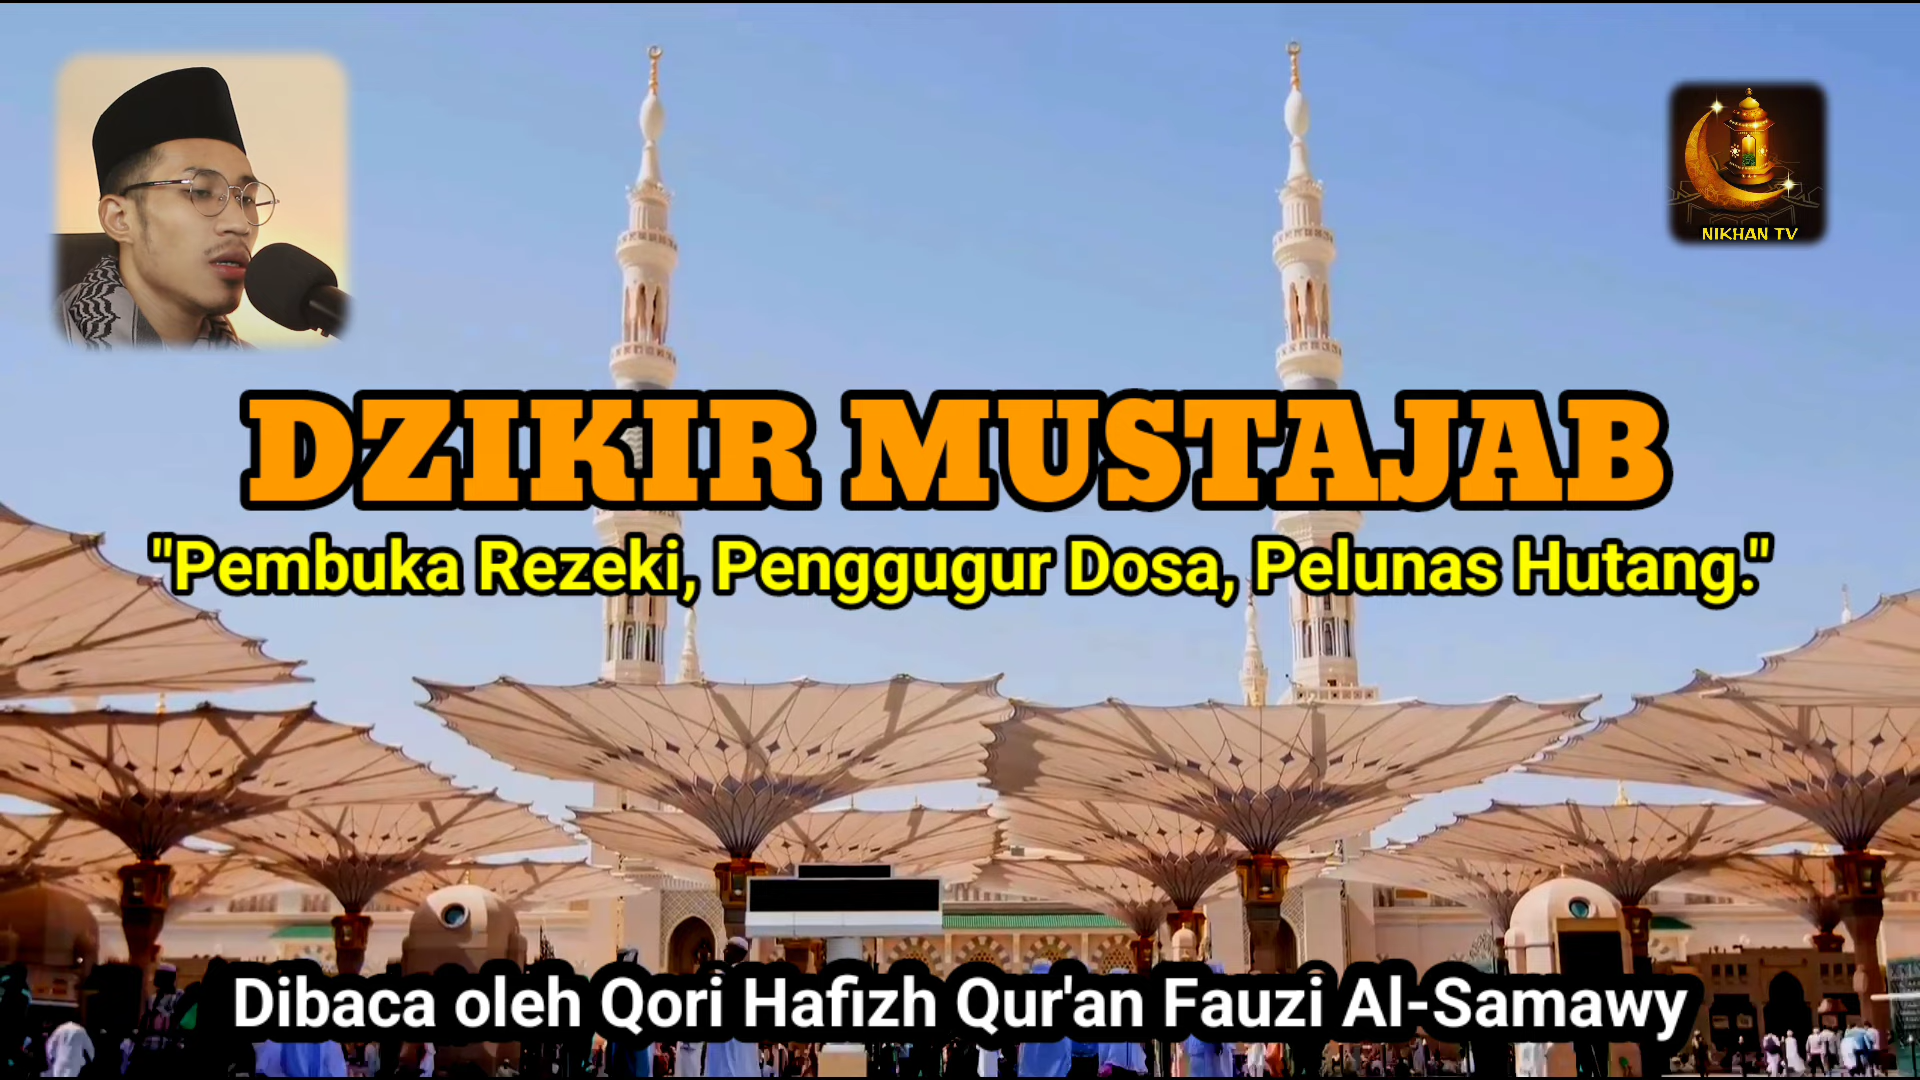 NIKHAN TV
DZIKIR MUSTAJAB
"Pembuka Rezeki, Penggugur Dosa, Pelunas Hutang."
Dibaca oleh Qori Hafizh Qur'an Fauzi Al-Samawy